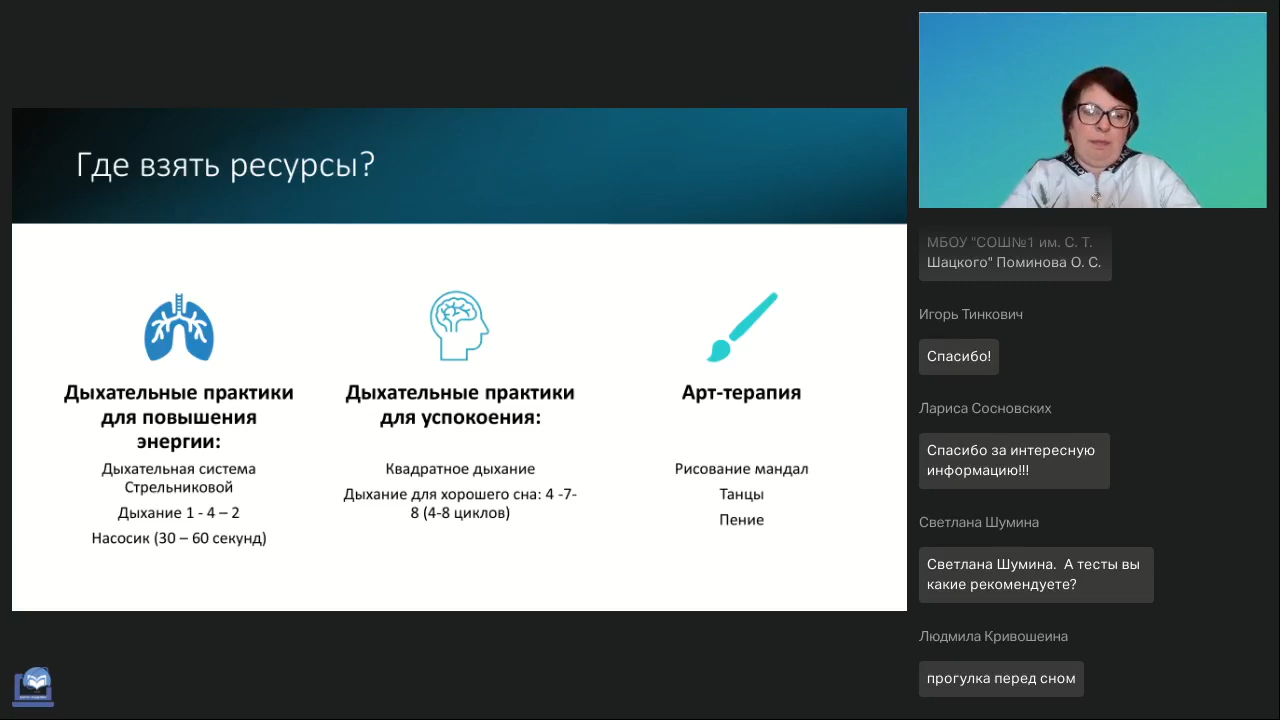 Где взять ресурсы?
Дыхательные практики
для повышения
энергии:
Дыхательная система
Стрельниковой
Дыхание 1 - 4 – 2
Насосик (30 – 60 секунд)
Дыхательные практики
для успокоения:
Квадратное дыхание
Дыхание для хорошего сна: 4 -7-
8 (4-8 циклов)
Арт-терапия
Рисование мандал
Танцы
Пение
МБОУ "СОШ№1 им. С. Т.
Шацкого" Поминова О. С.
Игорь Тинкович
Спасибо!
Лариса Сосновских
Спасибо за интересную
информацию!!!
Светлана Шумина
Светлана Шумина.  А тесты вы
какие рекомендуете?
Людмила Кривошеина
прогулка перед сном